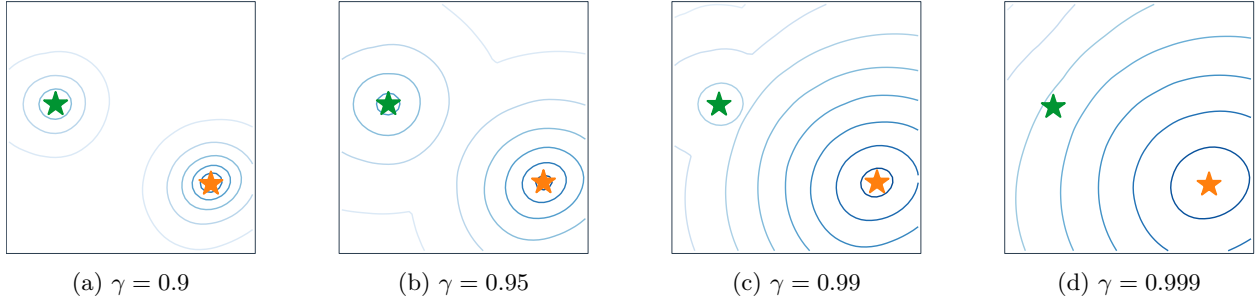 (a) γ = 0.9
(b) γ = 0.95
(c) γ = 0.99
(d) γ = 0.999